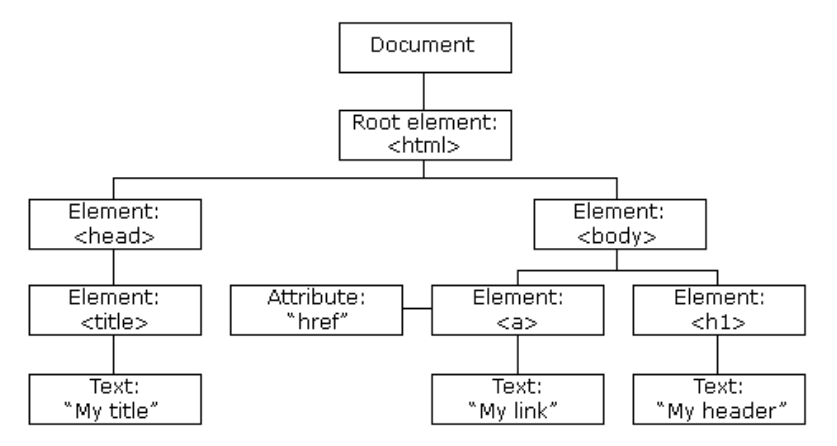 Document
Root element:
<html>
Element:
<head>
Element:
<body>
Element:
<title>
Attribute:
“href”
Element:
<a>
Element:
<h1>
Text:
“My title”
Text:
“My link”
Text:
“My header”